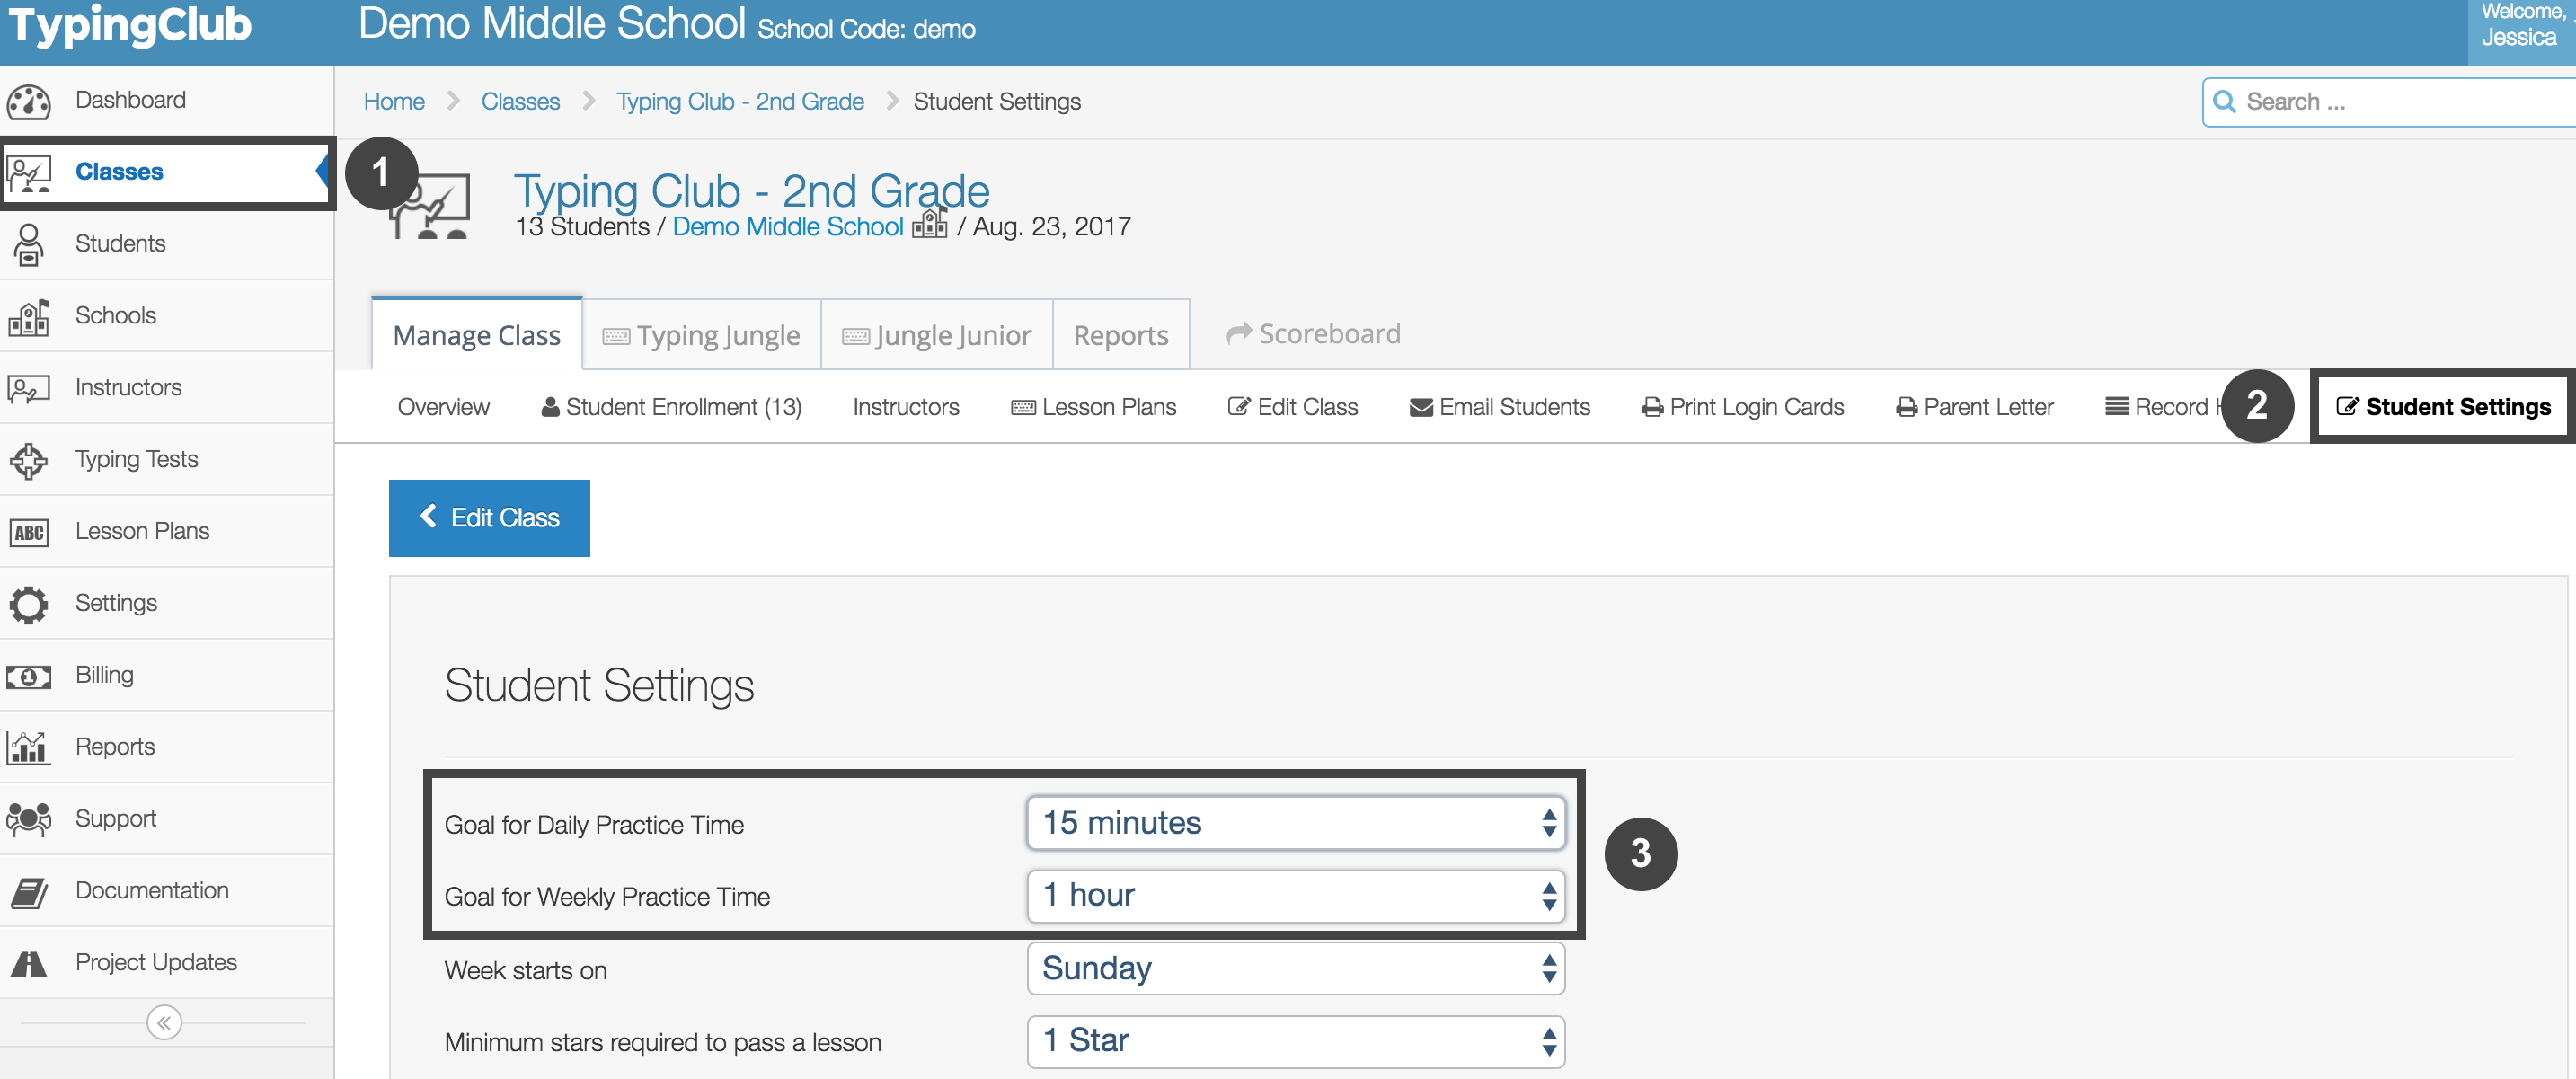 TypingClub
Demo Middle School School Code: demo
Welcome,
Jessica
Dashboard
Classes
Students
Schools
Instructors
Typing Tests
ABC Lesson Plans
Settings
1 Billing
Reports
Support
Documentation
Project Updates
Home Classes Typing Club - 2nd Grade Student Settings
Search ...
1
Typing Club - 2nd Grade
13 Students / Demo Middle School / Aug. 23, 2017
Manage Class Typing Jungle Jungle Junior Reports Scoreboard
Overview Student Enrollment (13) Instructors Lesson Plans Edit Class Email Students Print Login Cards Parent Letter Record 2 Student Settings
Edit Class
Student Settings
Goal for Daily Practice Time 15 minutes
3
Goal for Weekly Practice Time 1 hour
Week starts on Sunday
Minimum stars required to pass a lesson 1 Star